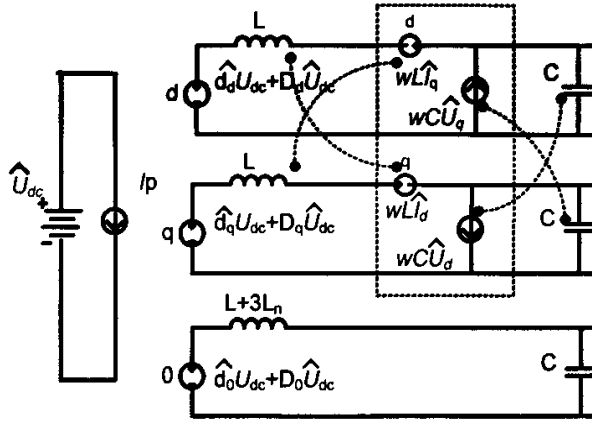 L
d
d
d̂dUdc+DdÛdc
wLÎq
wCÛq
C
L
q
q
d̂qUdc+DqÛdc
wLÎd
wCÛd
C
Ûdc
+
-
Ip
L+3Ln
0
d̂0Udc+D0Ûdc
C